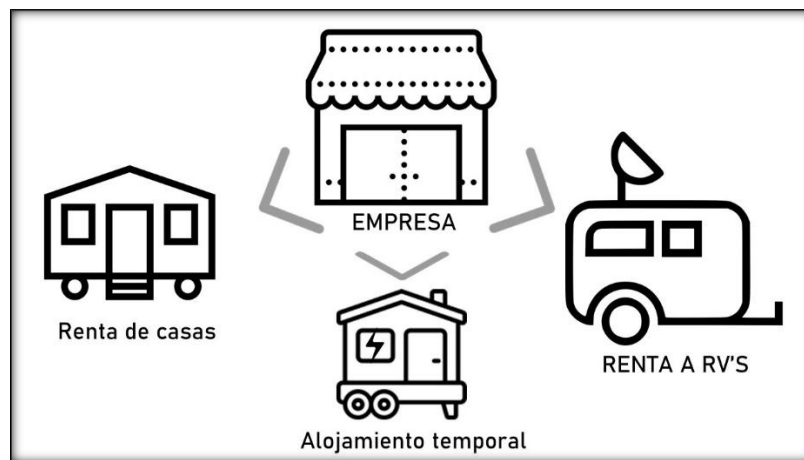 EMPRESA
Renta de casas
RENTA A RV'S
Alojamiento temporal